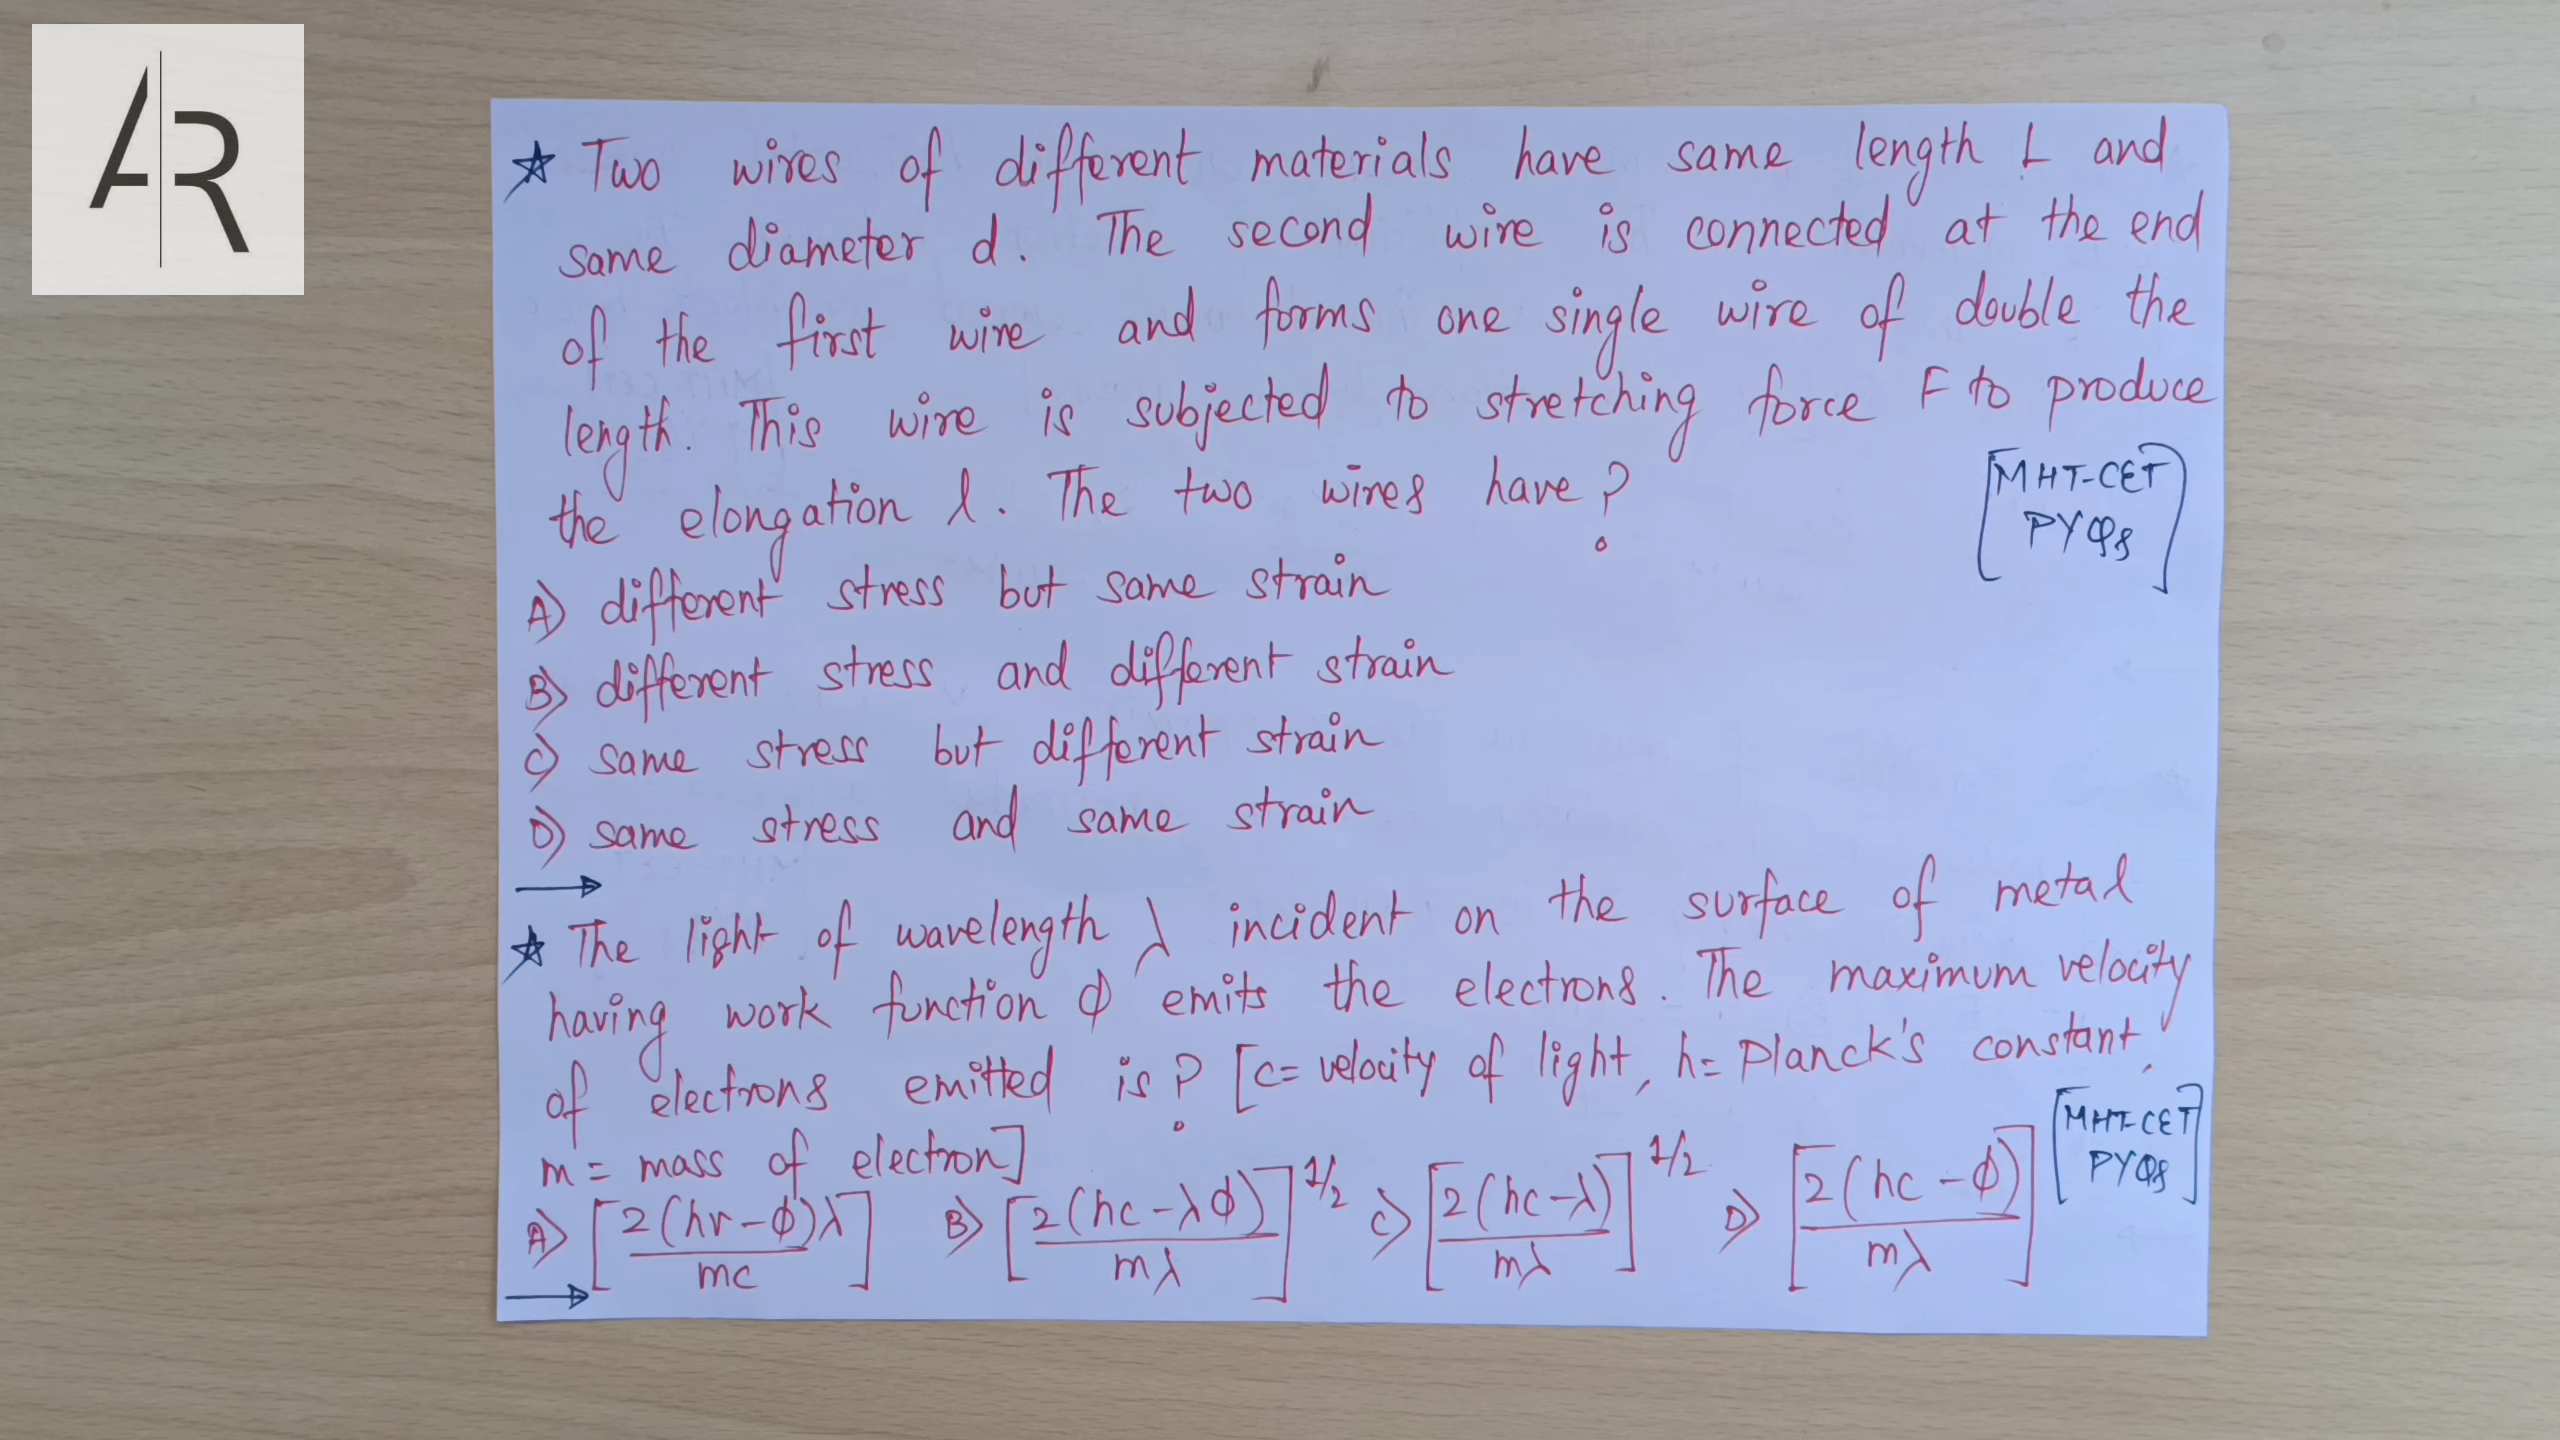 AR
★ Two wires of different materials have same length L and
same diameter d. The second wire is connected at the end
of the first wire and forms one single wire of double the
length. This wire is subjected to stretching force F to produce
the elongation l. The two wires have?
[MHT-CET
PYQs]
A) different stress but same strain
B) different stress and different strain
C) same stress but different strain
D) same stress and same strain
→
★ The light of wavelength λ incident on the surface of metal
having work function ϕ emits the electrons. The maximum velocity
of electrons emitted is? [c= velocity of light, h= Planck's constant,
m = mass of electron]
[MHT-CET
PYQs]
A) [2(hv-ϕ)λ/mc] B) [2(hc-λϕ)/mλ]^1/2 C) [2(hc-λ)/mλ]^1/2 D) [2(hc-ϕ)/mλ]
→